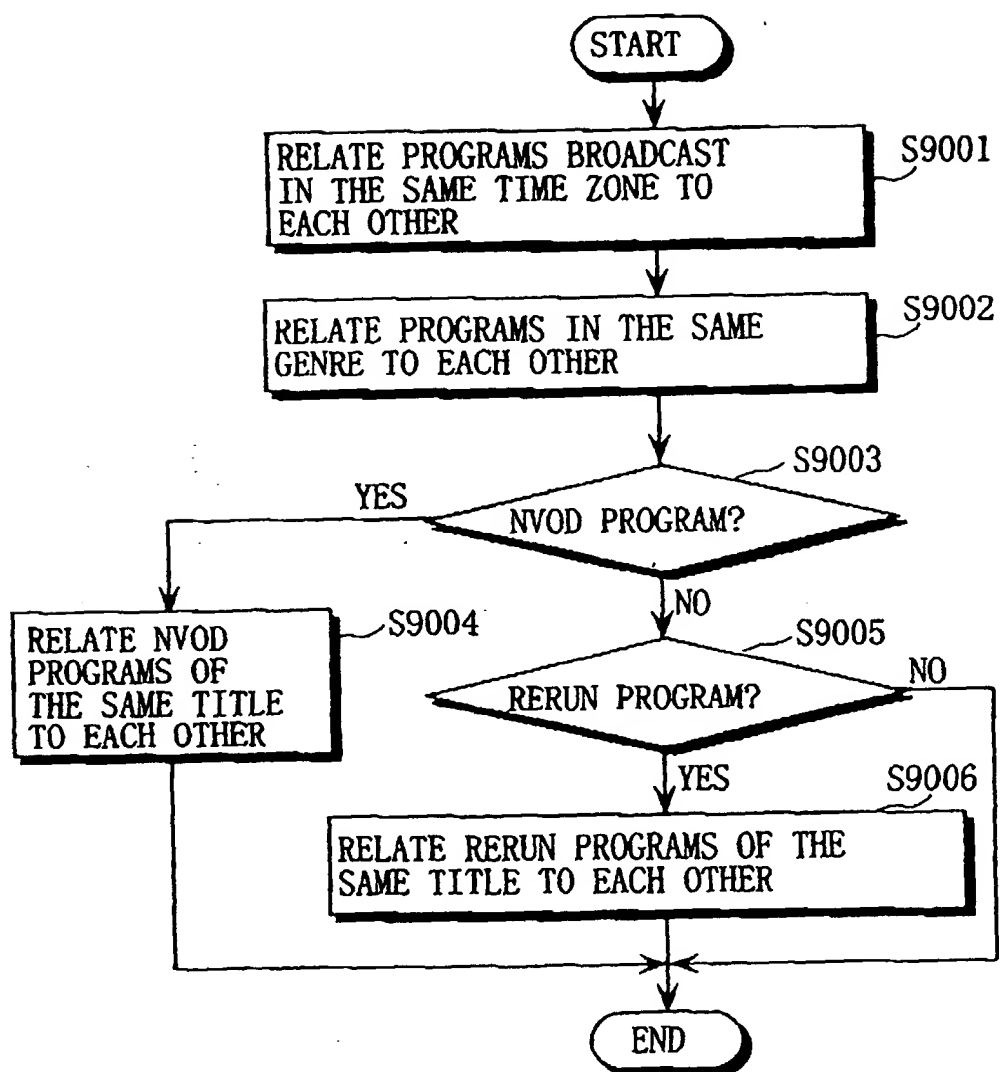 START
RELATE PROGRAMS BROADCAST
IN THE SAME TIME ZONE TO
EACH OTHER
S9001
RELATE PROGRAMS IN THE SAME
GENRE TO EACH OTHER
S9002
S9003
YES
NVOD PROGRAM?
NO
RELATE NVOD
PROGRAMS OF
THE SAME TITLE
TO EACH OTHER
S9004
S9005
RERUN PROGRAM?
NO
YES
S9006
RELATE RERUN PROGRAMS OF THE
SAME TITLE TO EACH OTHER
END